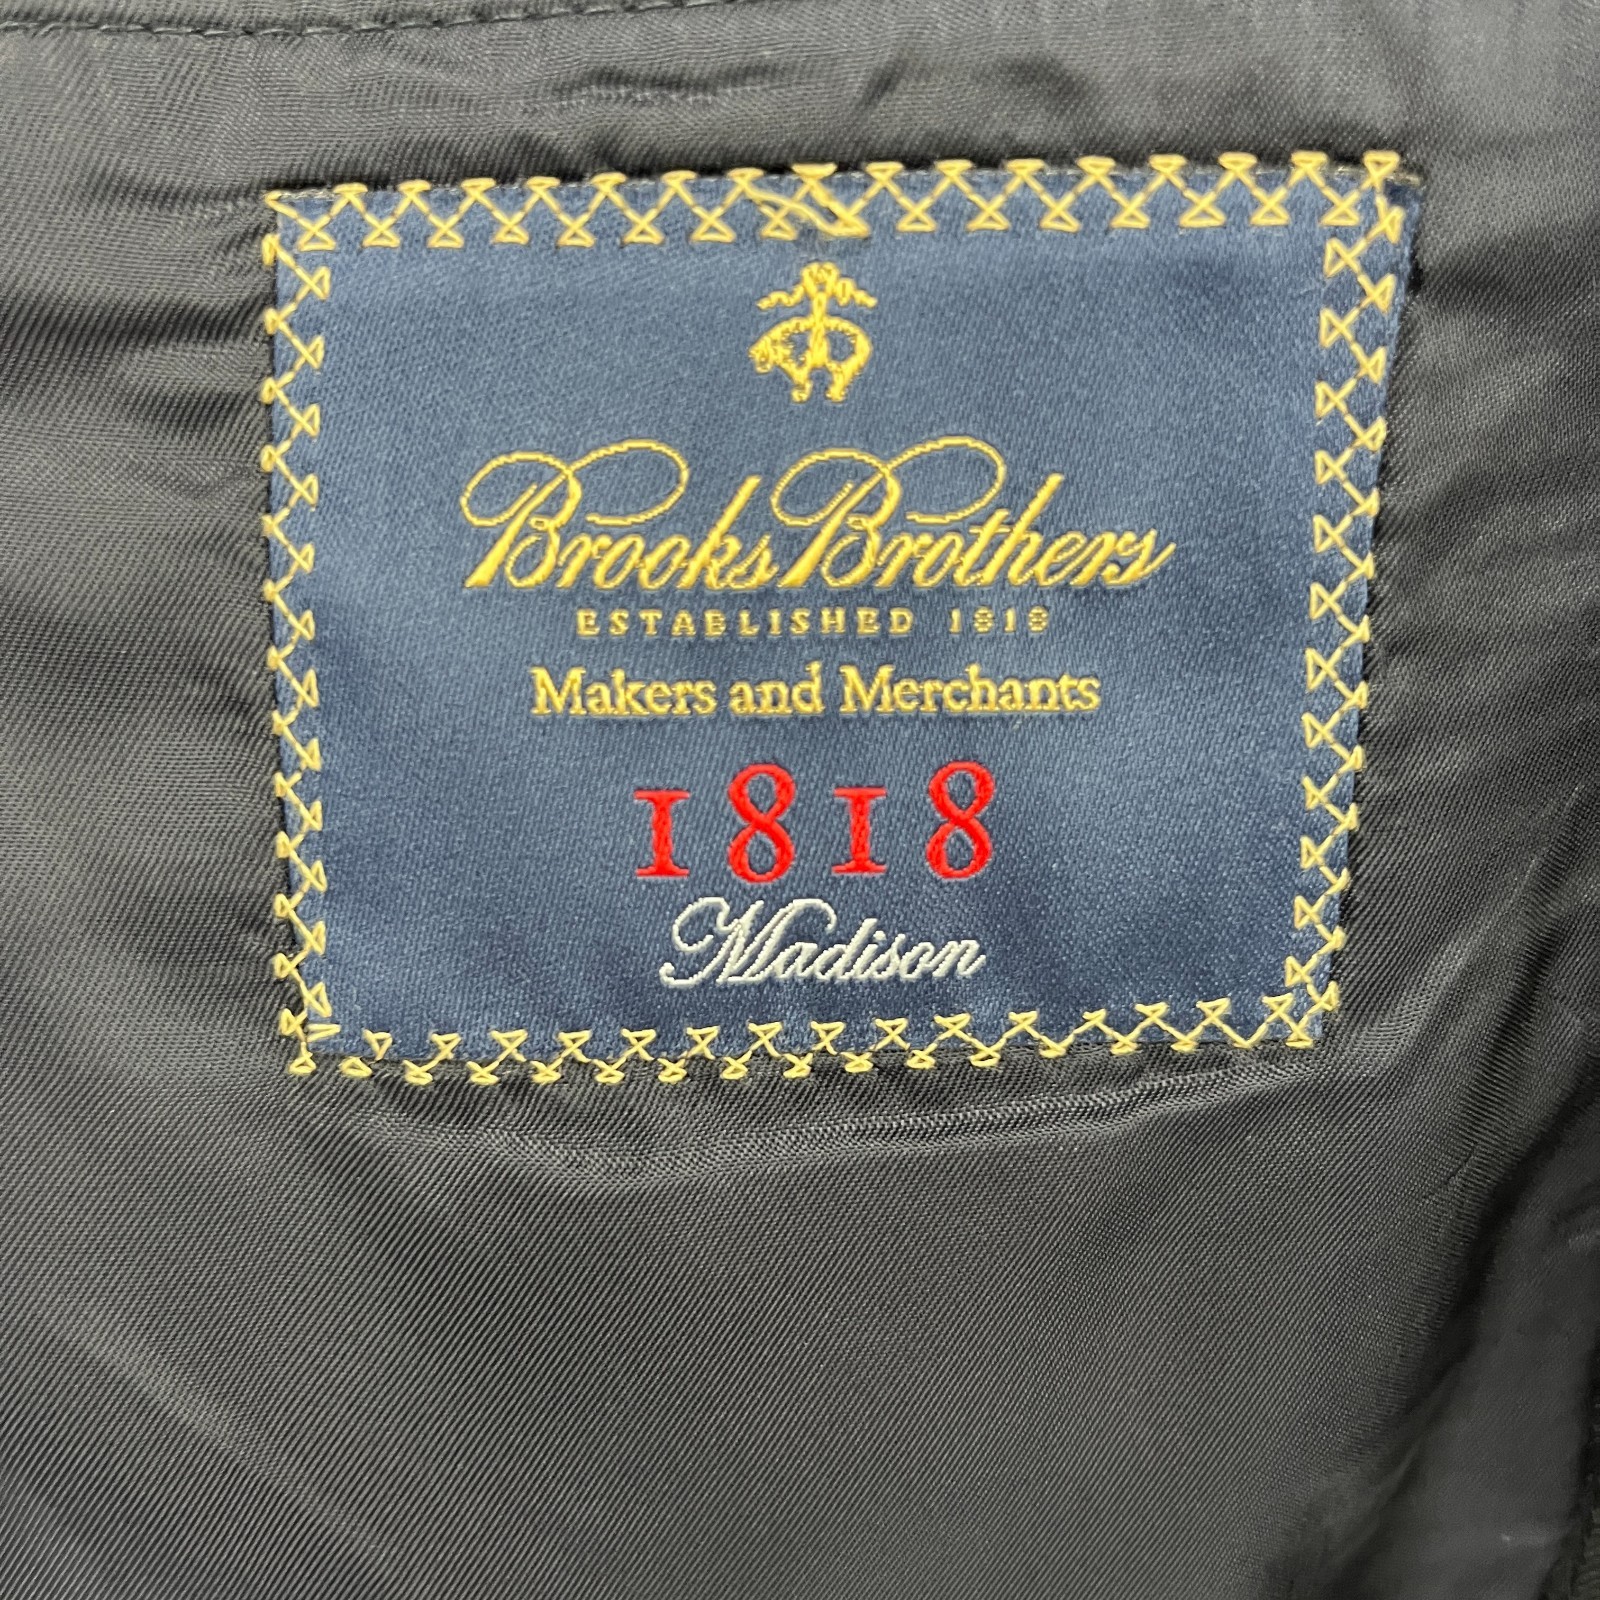 Brooks Brothers
ESTABLISHED 1818
Makers and Merchants
1818
Madison